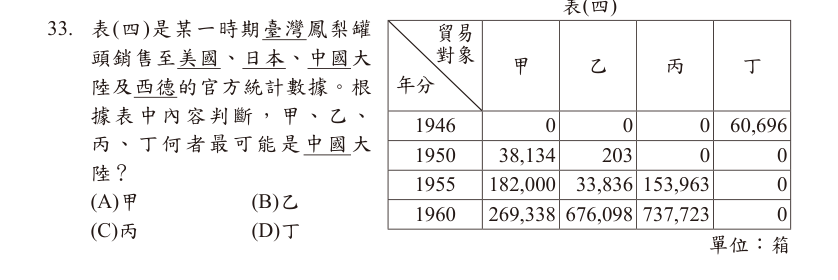 表(四)
33. 表(四)是某一時期臺灣鳳梨罐
頭銷售至美國、日本、中國大
陸及西德的官方統計數據。根
據表中內容判斷，甲、乙、
丙、丁何者最可能是中國大
陸？
(A)甲 (B)乙
(C)丙 (D)丁
貿易
對象
年分 甲 乙 丙 丁
1946 0 0 0 60,696
1950 38,134 203 0 0
1955 182,000 33,836 153,963 0
1960 269,338 676,098 737,723 0
單位：箱